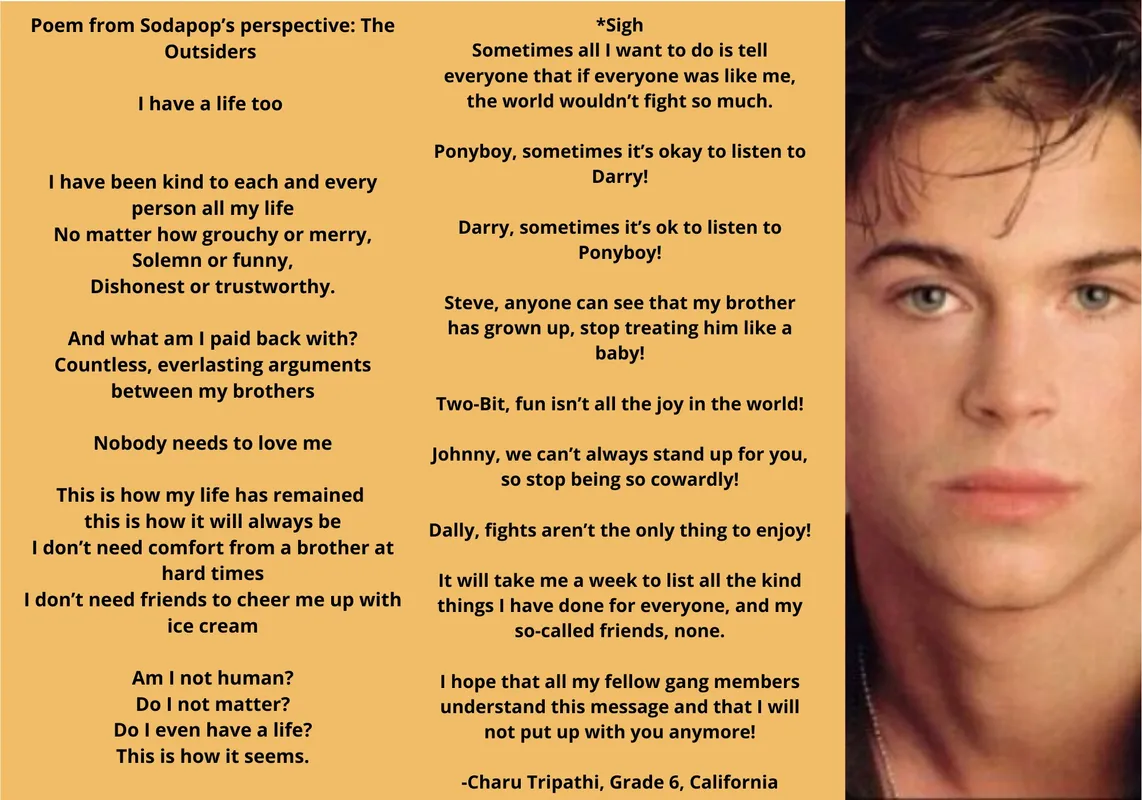 Poem from Sodapop’s perspective: The
Outsiders
I have a life too
I have been kind to each and every
person all my life
No matter how grouchy or merry,
Solemn or funny,
Dishonest or trustworthy.
And what am I paid back with?
Countless, everlasting arguments
between my brothers
Nobody needs to love me
This is how my life has remained
this is how it will always be
I don’t need comfort from a brother at
hard times
I don’t need friends to cheer me up with
ice cream
Am I not human?
Do I not matter?
Do I even have a life?
This is how it seems.
*Sigh
Sometimes all I want to do is tell
everyone that if everyone was like me,
the world wouldn’t fight so much.
Ponyboy, sometimes it’s okay to listen to
Darry!
Darry, sometimes it’s ok to listen to
Ponyboy!
Steve, anyone can see that my brother
has grown up, stop treating him like a
baby!
Two-Bit, fun isn’t all the joy in the world!
Johnny, we can’t always stand up for you,
so stop being so cowardly!
Dally, fights aren’t the only thing to enjoy!
It will take me a week to list all the kind
things I have done for everyone, and my
so-called friends, none.
I hope that all my fellow gang members
understand this message and that I will
not put up with you anymore!
-Charu Tripathi, Grade 6, California